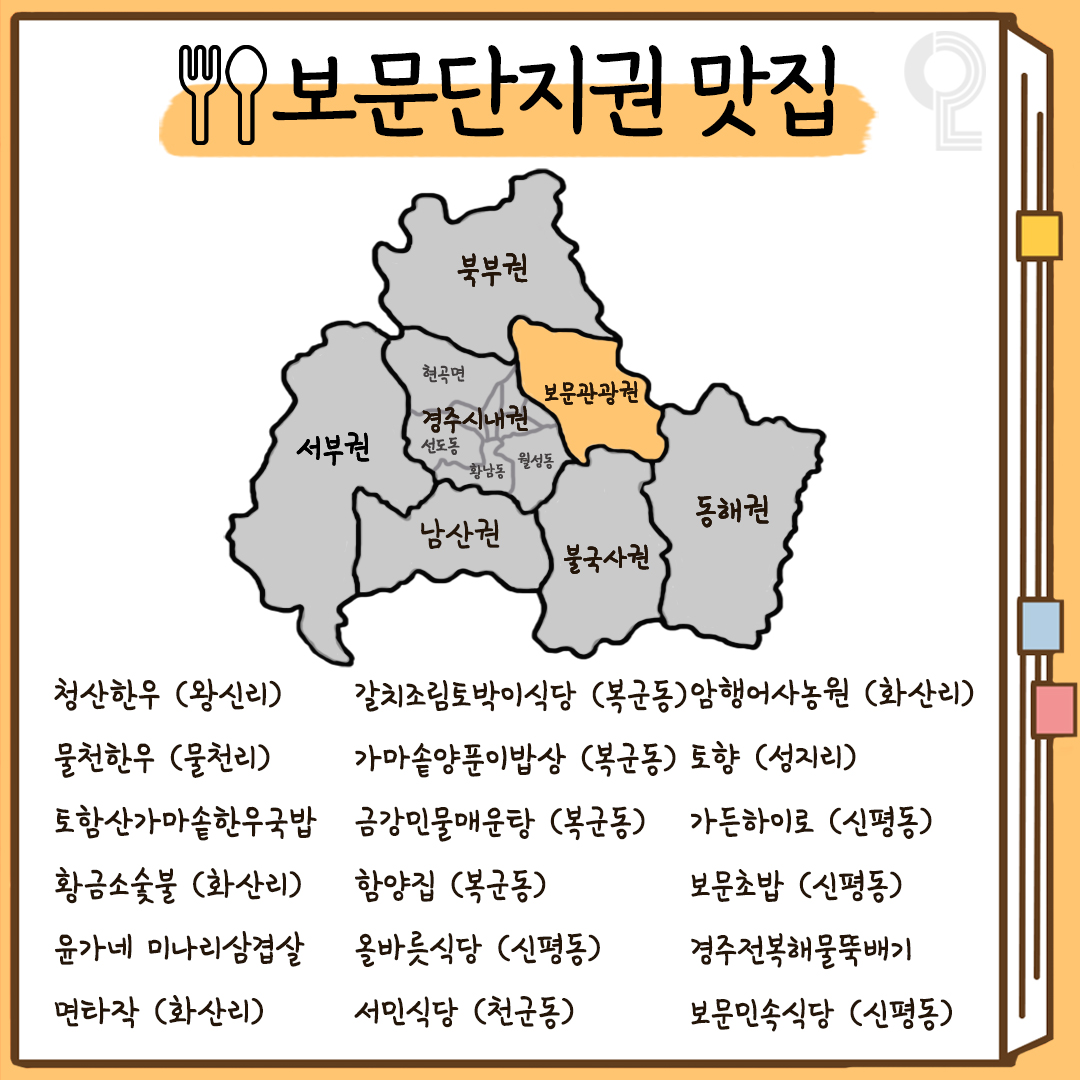 보문단지권 맛집
북부권
현곡면
보문관광권
경주시내권
선도동
서부권
황남동
월성동
동해권
남산권
불국사권
청산한우 (왕신리)
갈치조림토박이식당 (복군동)
암행어사농원 (화산리)
물천한우 (물천리)
가마솥양푼이밥상 (복군동)
토향 (성지리)
토함산가마솥한우국밥
금강민물매운탕 (복군동)
가든하이로 (신평동)
황금소숯불 (화산리)
함양집 (복군동)
보문초밥 (신평동)
윤가네 미나리삼겹살
올바릇식당 (신평동)
경주전복해물뚝배기
면타작 (화산리)
서민식당 (천군동)
보문민속식당 (신평동)